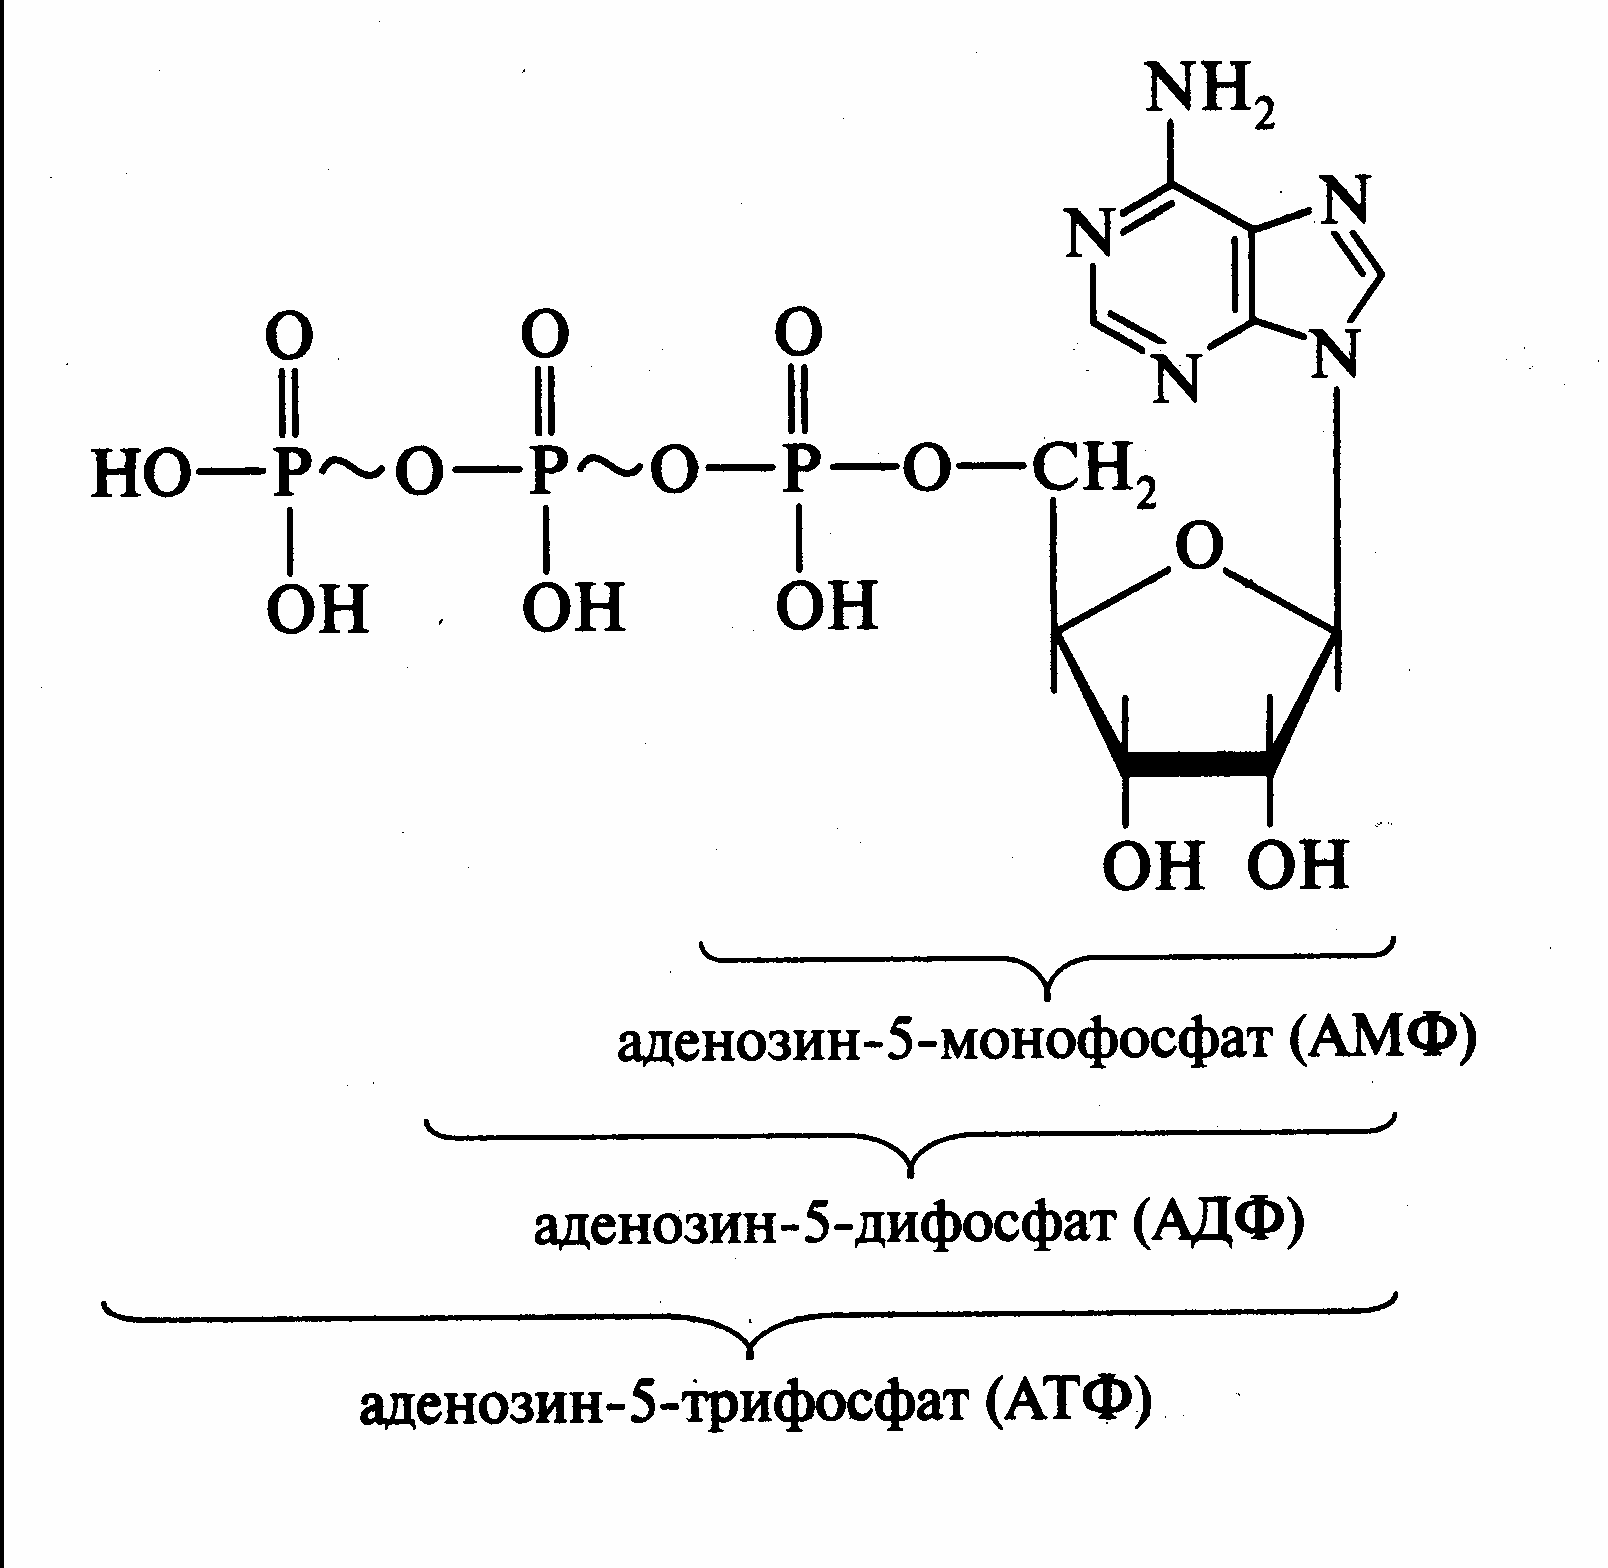 NH2
N
N
N
N
O O O
HO—P~O—P~O—P—O—CH2
O
OH OH OH
OH OH
аденозин-5-монофосфат (АМФ)
аденозин-5-дифосфат (АДФ)
аденозин-5-трифосфат (АТФ)